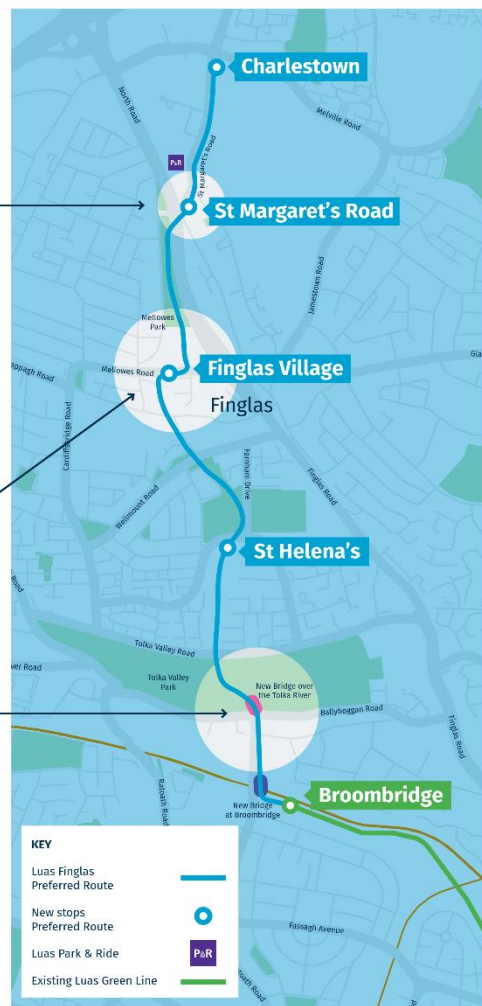 Charlestown
North Road
Melville Road
P&R
St Margaret's Road
St Margaret's Road
Jamestown Road
Mellowes
Park
Mellowes Road
Finglas Village
Finglas
Cardiffsbridge Road
Wellmount Road
Farnham Drive
Finglas Road
St Helena's
Tolka Valley Road
Tolka Valley
Park
New Bridge over
the Tolka River
Ballyboggan Road
Finglas Road
Ratoath Road
New Bridge
at Broombridge
Broombridge
KEY
Luas Finglas
Preferred Route
New stops
Preferred Route
Luas Park & Ride
P&R
Existing Luas Green Line
Fassagh Avenue